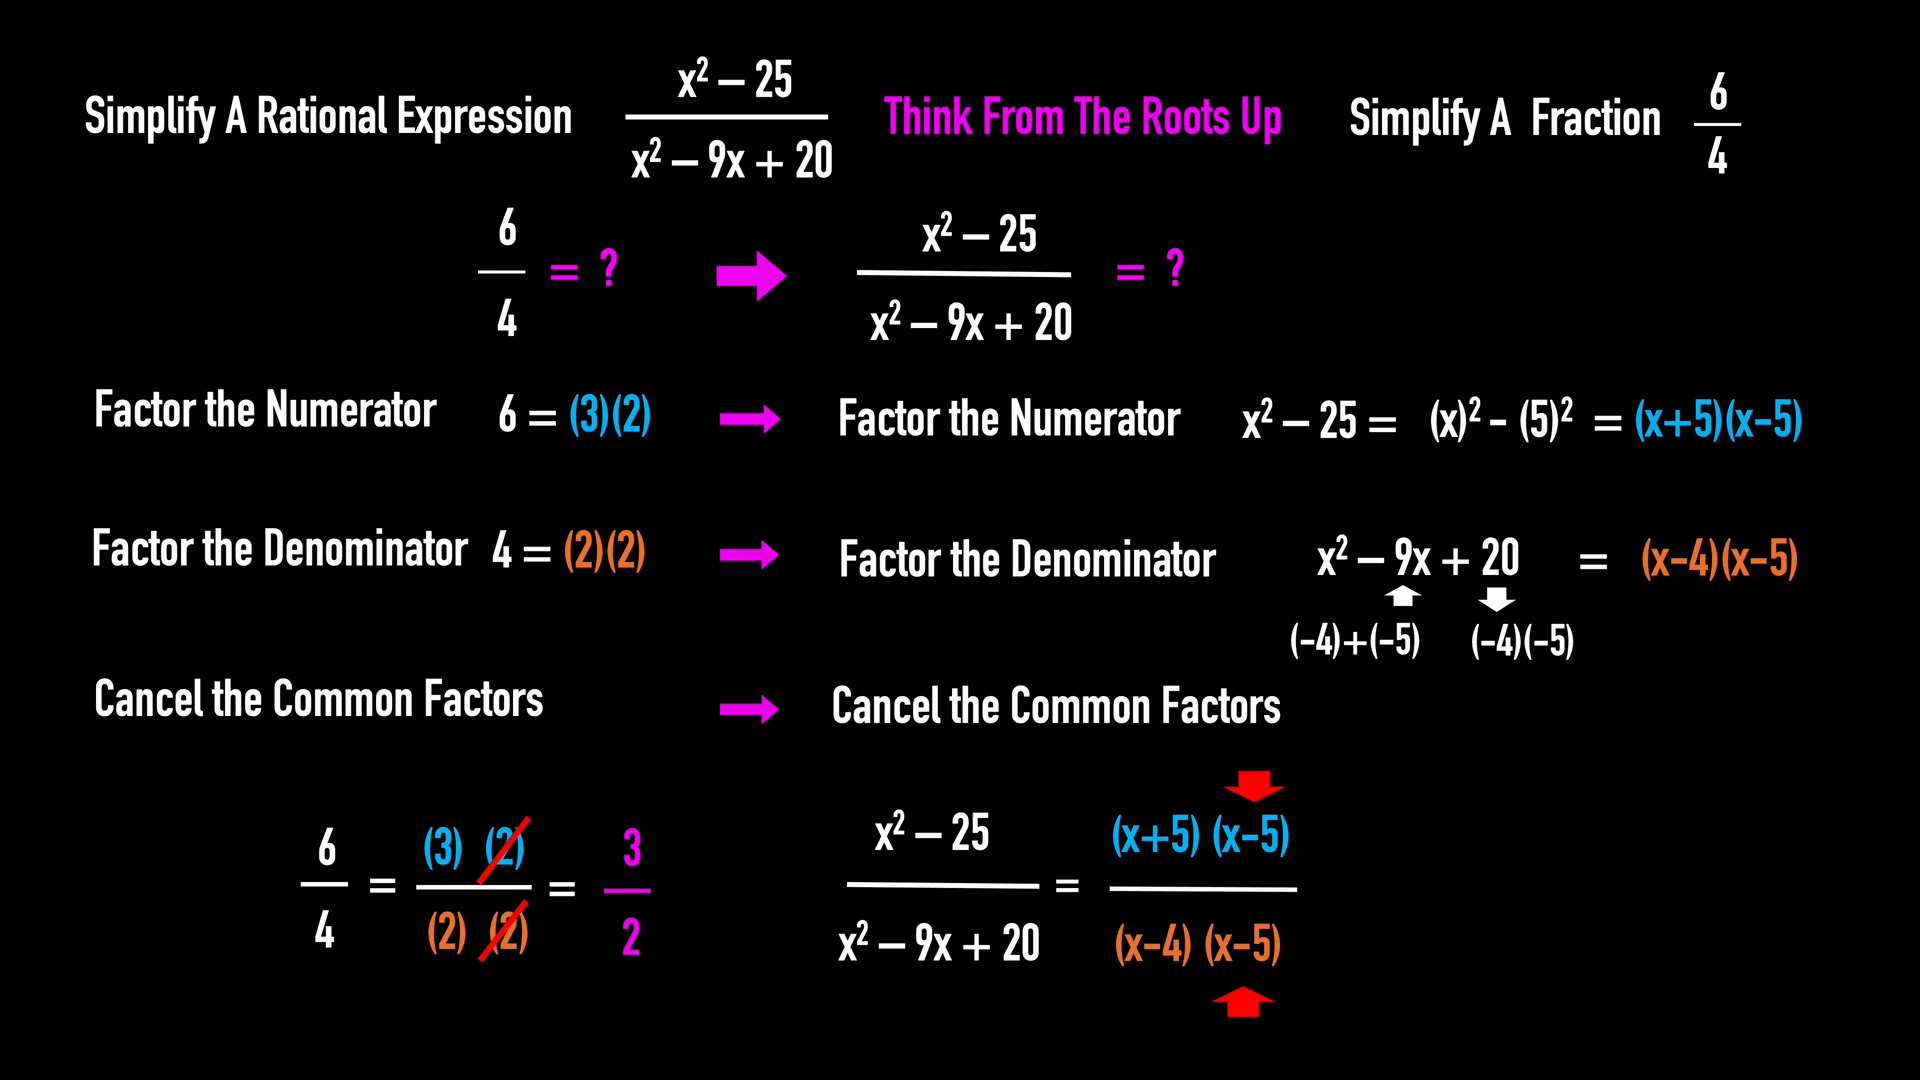 Simplify A Rational Expression x² – 25 / x² – 9x + 20 Think From The Roots Up Simplify A Fraction 6 / 4
6 / 4 = ? x² – 25 / x² – 9x + 20 = ?
Factor the Numerator 6 = (3)(2) Factor the Numerator x² – 25 = (x)² - (5)² = (x+5)(x-5)
Factor the Denominator 4 = (2)(2) Factor the Denominator x² – 9x + 20 = (x-4)(x-5)
(-4)+(-5) (-4)(-5)
Cancel the Common Factors Cancel the Common Factors
6 / 4 = (3) (2) / (2) (2) = 3 / 2 x² – 25 / x² – 9x + 20 = (x+5) (x-5) / (x-4) (x-5)